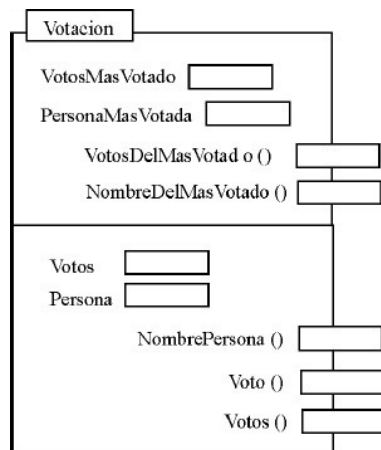 Votacion
VotosMasVotado
PersonaMasVotada
VotosDelMasVotad o ()
NombreDelMasVotado ()
Votos
Persona
NombrePersona ()
Voto ()
Votos ()